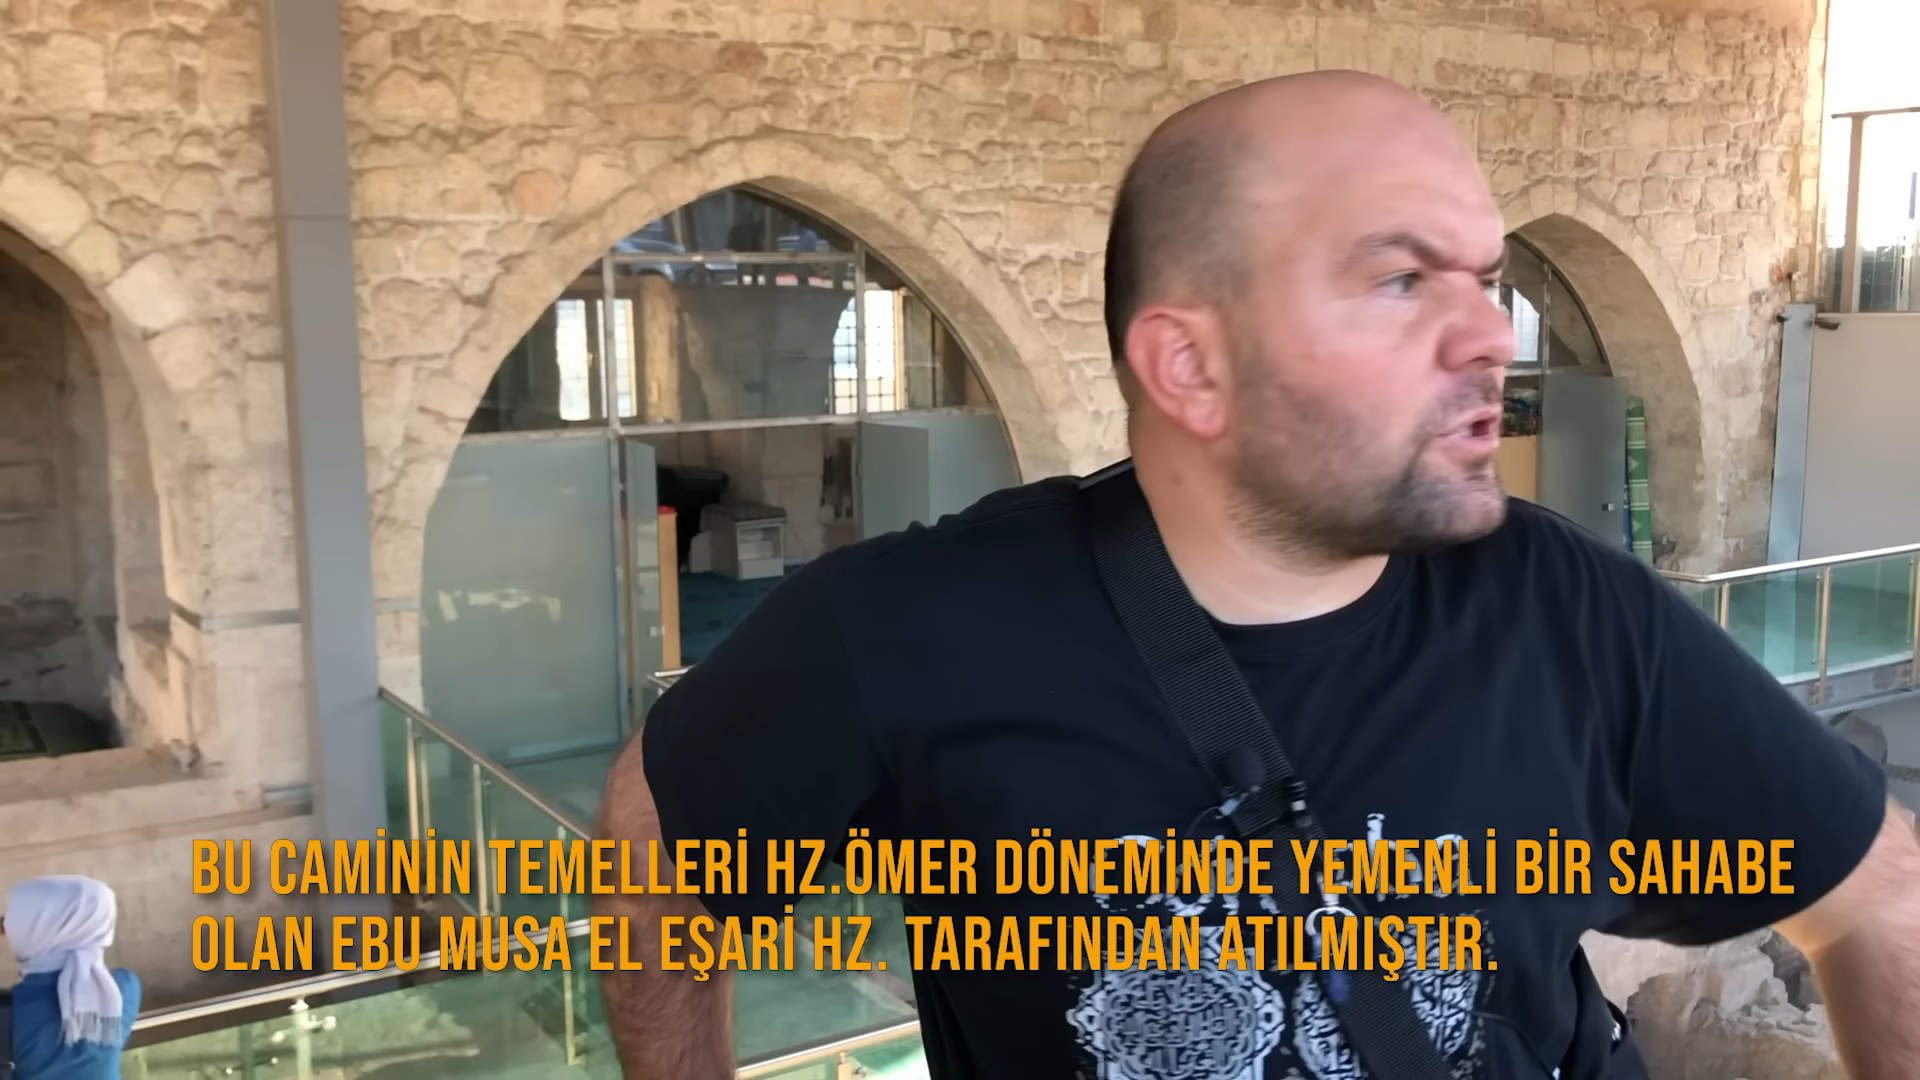 BU CAMİNİN TEMELLERİ HZ.ÖMER DÖNEMİNDE YEMENLİ BİR SAHABE
OLAN EBU MUSA EL EŞARİ HZ. TARAFINDAN ATILMIŞTIR.